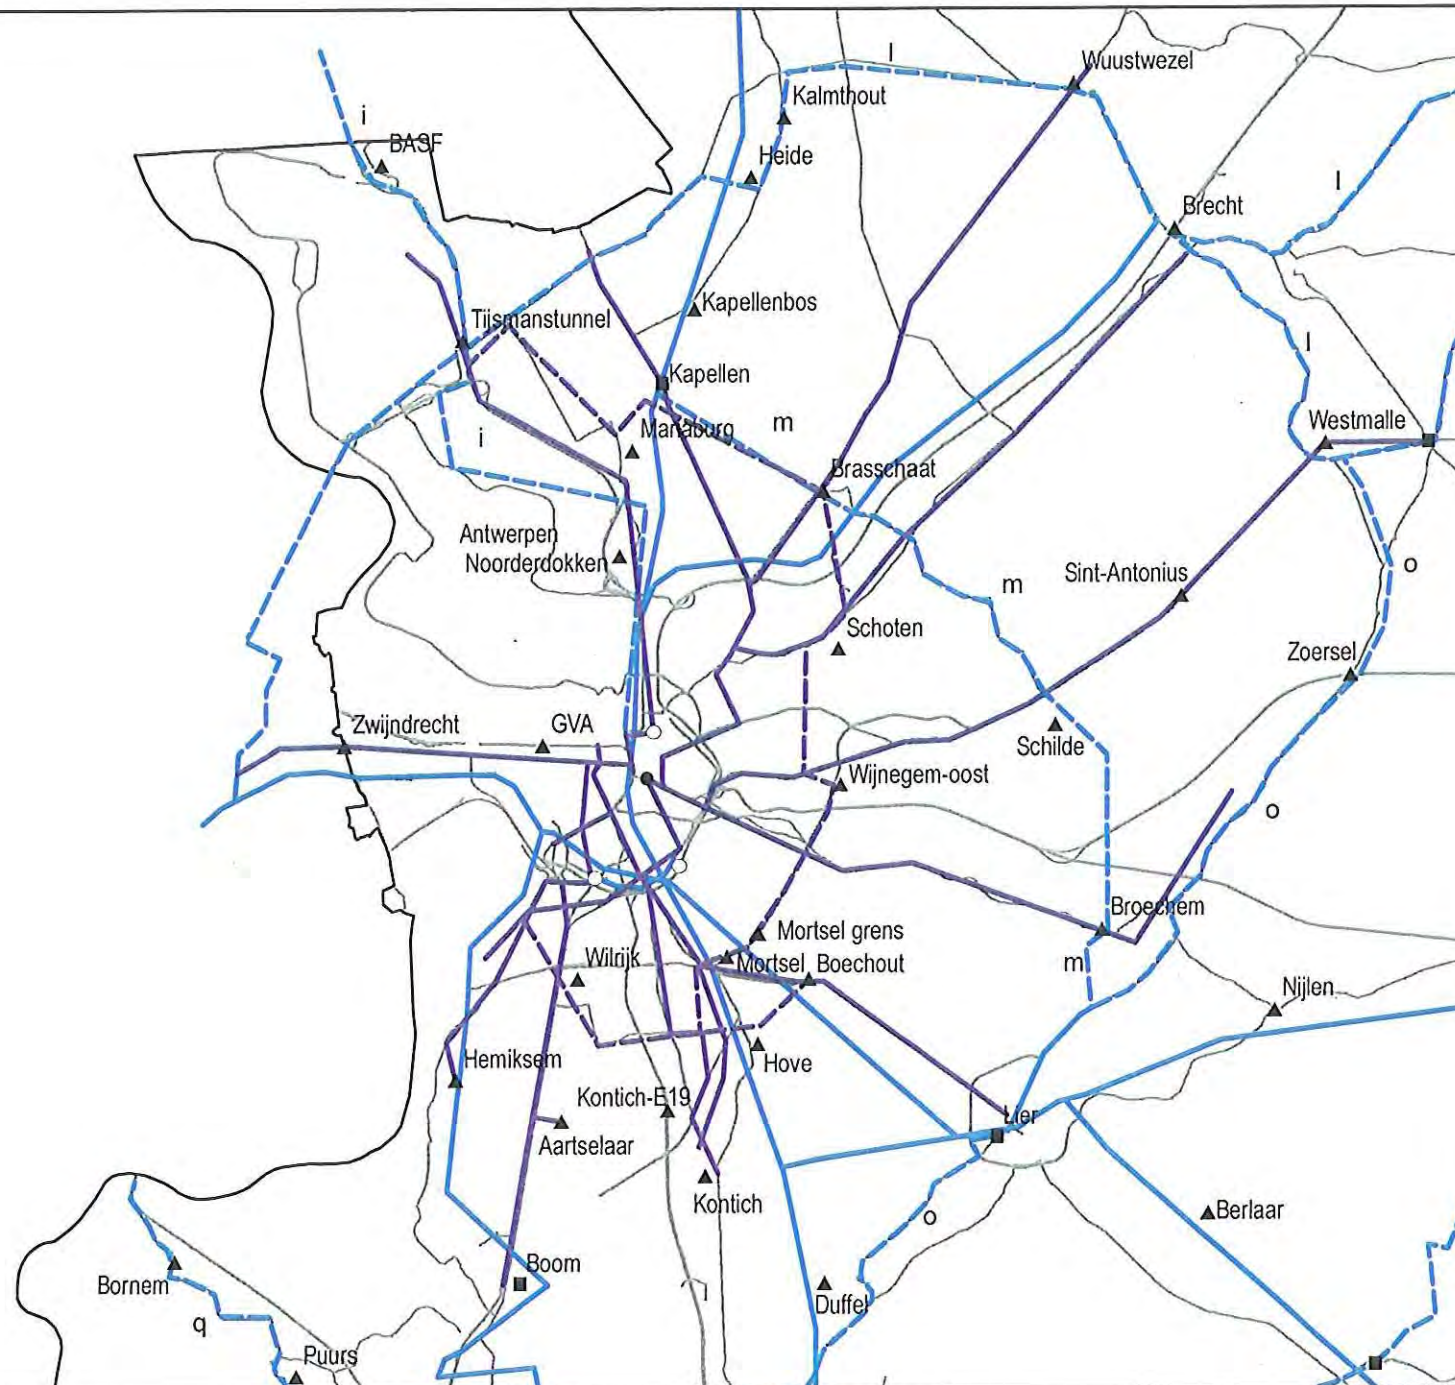 Wuustwezel
l
Kalmthout
i
BASF
Heide
l
Brecht
Kapellenbos
Tijsmanstunnel
l
Kapellen
Westmalle
m
Mariaburg
i
Brasschaat
Antwerpen
Noorderdokken
o
Sint-Antonius
m
Schoten
Zoersel
Zwijndrecht
GVA
Schilde
Wijnegem-oost
o
Broechem
Mortsel grens
Wilrijk
Mortsel
Boechout
m
Nijlen
Hemiksem
Hove
Kontich-E19
Lier
Aartselaar
Kontich
Berlaar
o
Boom
Bornem
Duffel
q
Puurs